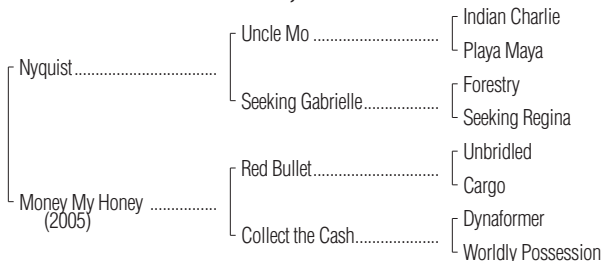 Indian Charlie
Uncle Mo ..............................
Playa Maya
Nyquist..................................
Forestry
Seeking Gabrielle..................
Seeking Regina
Unbridled
Red Bullet..............................
Cargo
Money My Honey ................
(2005)
Dynaformer
Collect the Cash....................
Worldly Possession